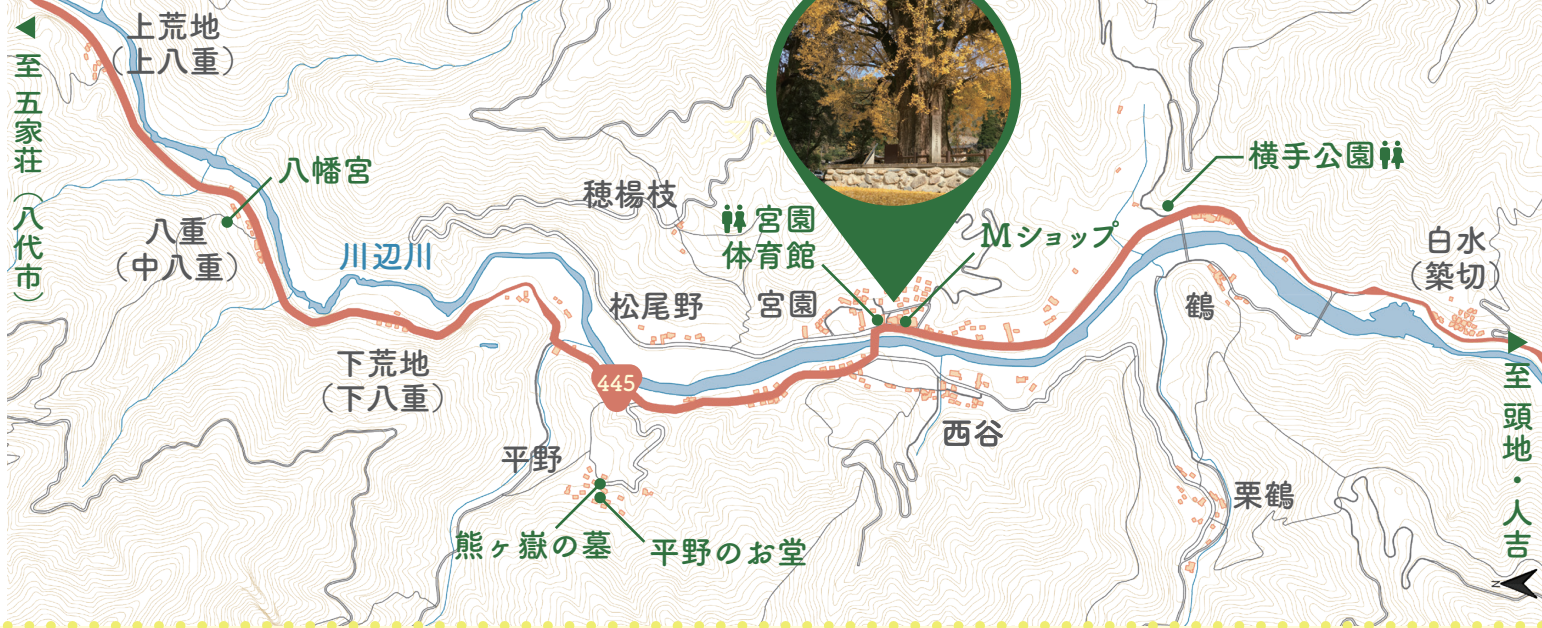 上荒地
（上八重）
至 五家荘（八代市）
八幡宮
八重
（中八重）
川辺川
穂楊枝
宮園
体育館
Mショップ
横手公園
白水
（築切）
松尾野
宮園
鶴
下荒地
（下八重）
445
西谷
平野
栗鶴
熊ヶ嶽の墓
平野のお堂
至 頭地・人吉
N